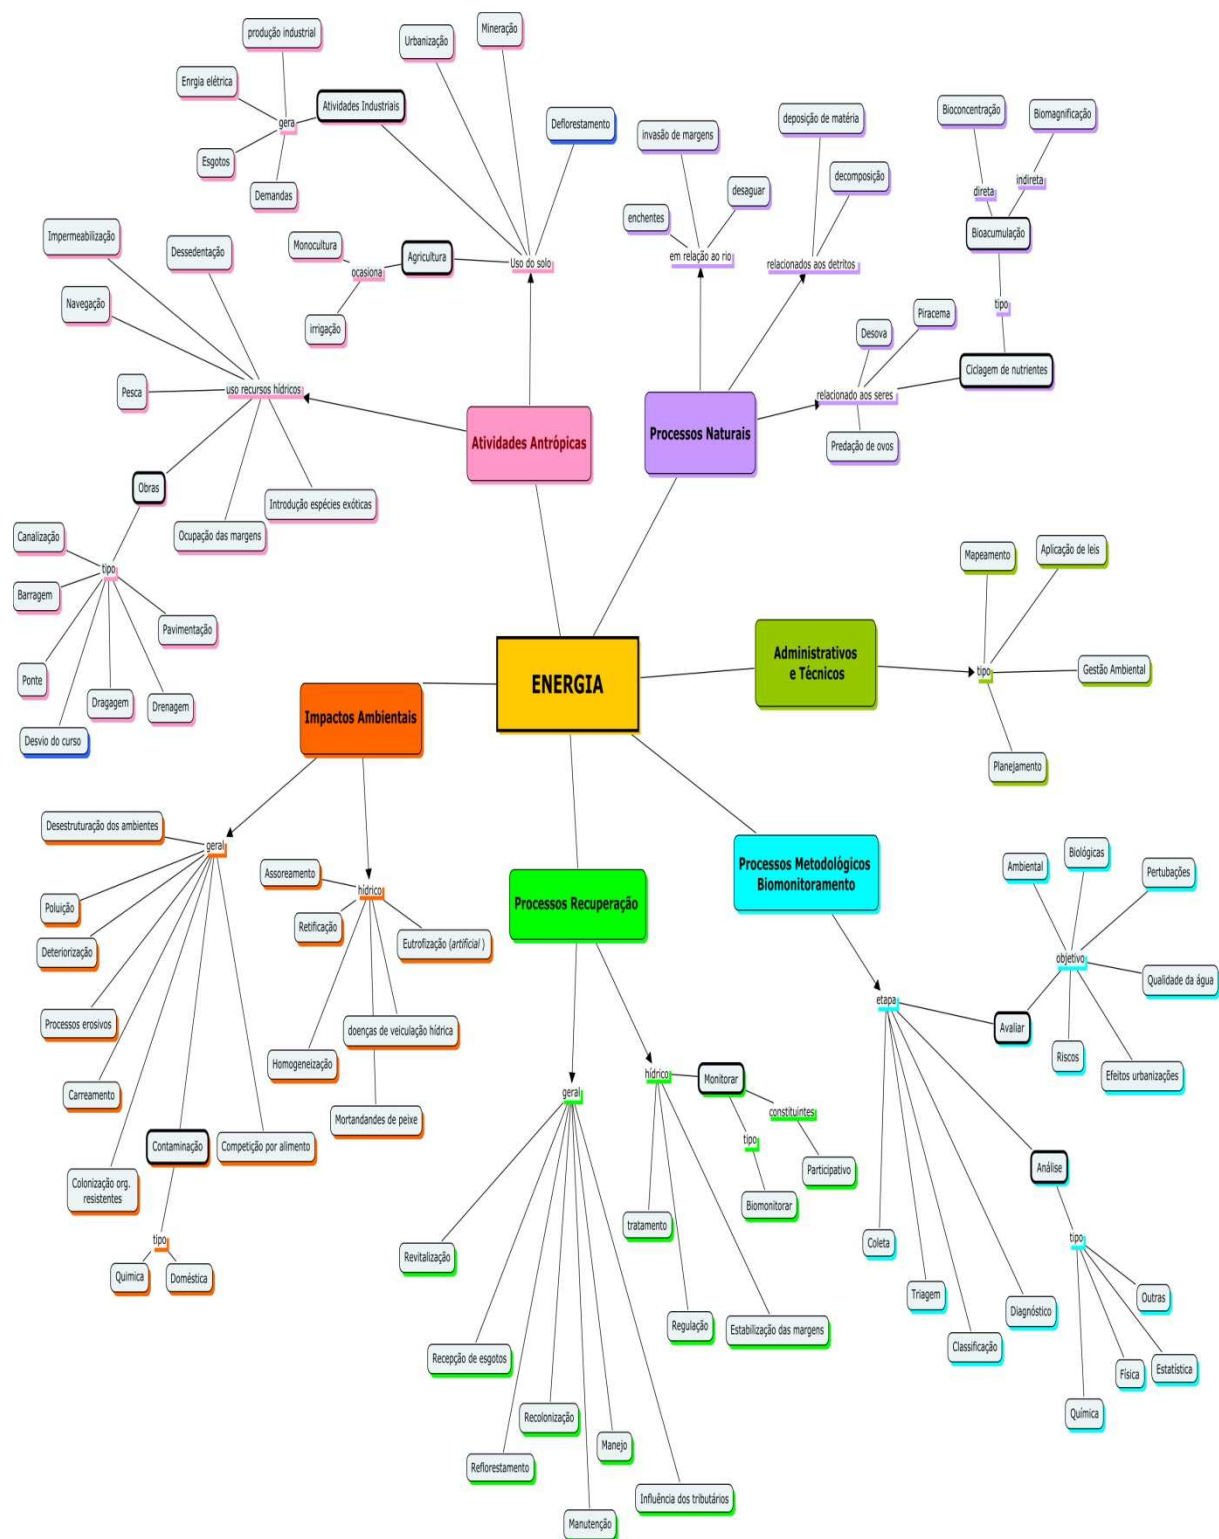 produção industrial
Urbanização
Mineração
Enrgia elétrica
Atividades Industriais
gera
Esgotos
Demandas
Deflorestamento
Impermeabilização
Dessedentação
Monocultura
Agricultura
ocasiona
irrigação
Uso do solo
Navegação
Pesca
uso recursos hídricos
Atividades Antrópicas
Obras
Introdução espécies exóticas
Ocupação das margens
Canalização
tipo
Barragem
Pavimentação
Ponte
Dragagem
Drenagem
Desvio do curso
invasão de margens
deposição de matéria
desaguar
decomposição
enchentes
em relação ao rio
relacionados aos detritos
Bioconcentração
Biomagnificação
direta
indireta
Bioacumulação
tipo
Piracema
Desova
Ciclagem de nutrientes
relacionado aos seres
Predação de ovos
Processos Naturais
Mapeamento
Aplicação de leis
Administrativos
e Técnicos
tipo
Gestão Ambiental
Planejamento
ENERGIA
Impactos Ambientais
Desestruturação dos ambientes
geral
Poluição
Deteriorização
Processos erosivos
Carreamento
Colonização org.
resistentes
Contaminação
Competição por alimento
tipo
Química
Doméstica
Assoreamento
hídrico
Retificação
Eutrofização (artificial )
doenças de veiculação hídrica
Homogeneização
Mortandandes de peixe
Processos Recuperação
geral
Revitalização
Recepção de esgotos
Recolonização
Reflorestamento
Manejo
Manutenção
Influência dos tributários
hídrico
Monitorar
constituintes
tipo
Participativo
Biomonitorar
tratamento
Regulação
Estabilização das margens
Processos Metodológicos
Biomonitoramento
etapa
Avaliar
objetivo
Ambiental
Biológicas
Pertubações
Qualidade da água
Riscos
Efeitos urbanizações
Análise
tipo
Coleta
Triagem
Classificação
Diagnóstico
Outras
Estatística
Física
Química